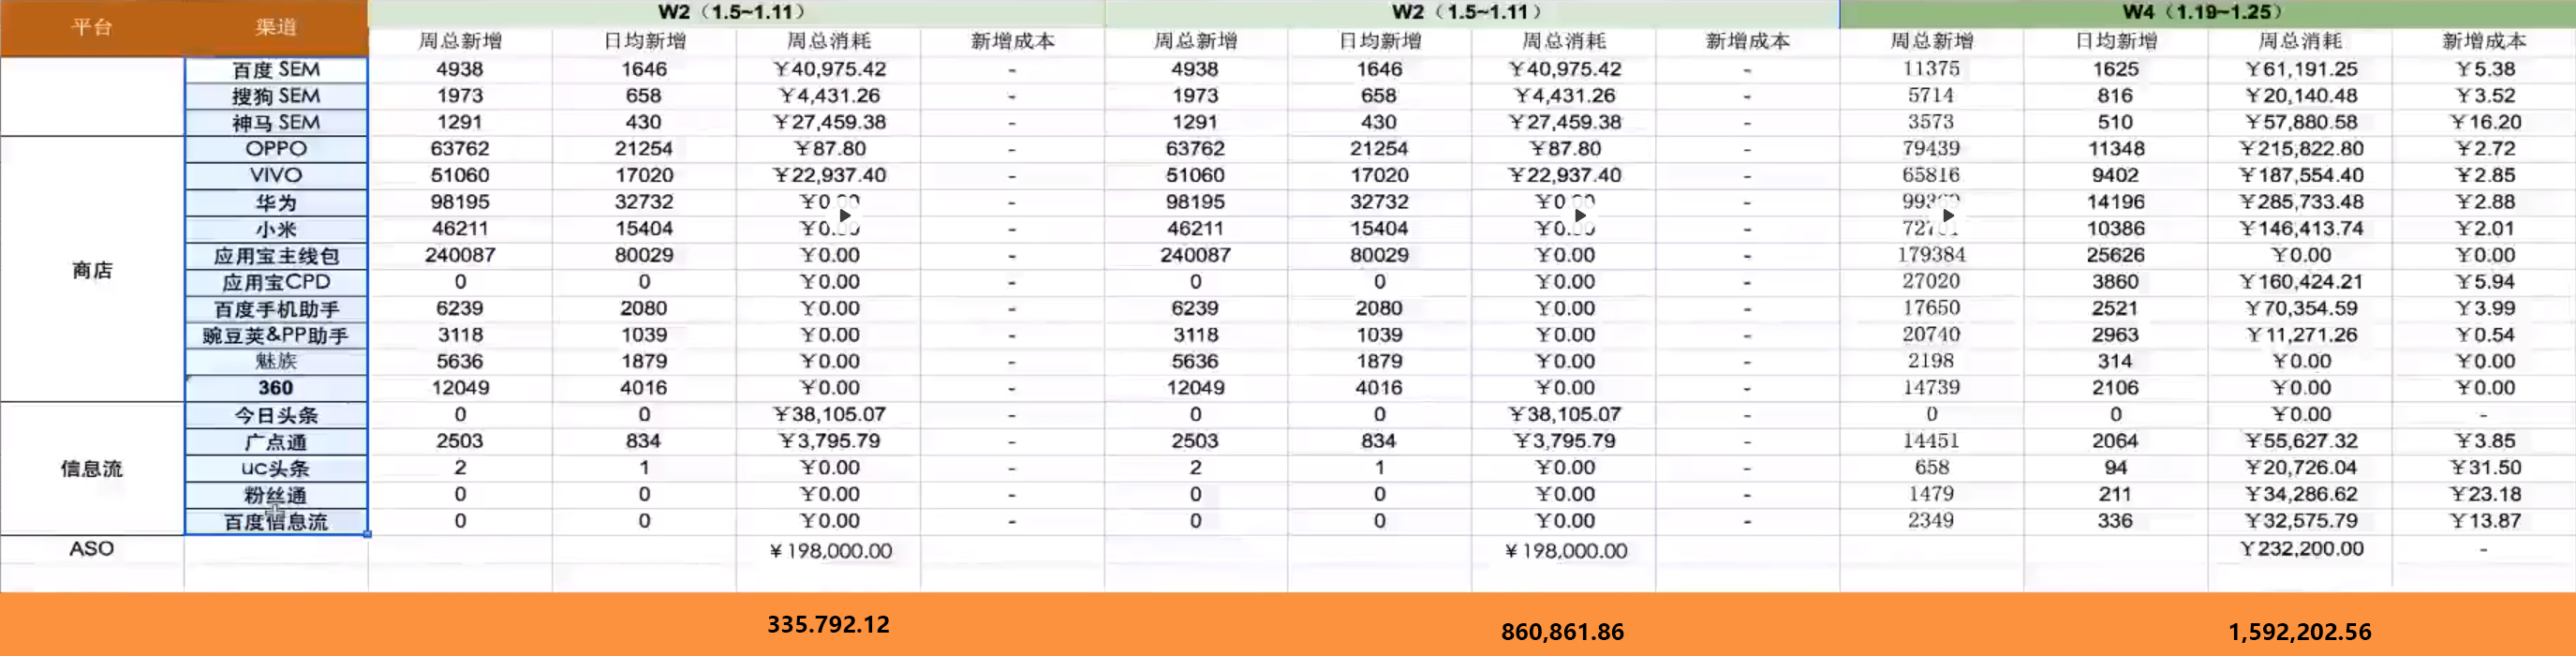 平台 渠道 W2（1.5~1.11） W2（1.5~1.11） W4（1.19~1.25）
周总新增 日均新增 周总消耗 新增成本 周总新增 日均新增 周总消耗 新增成本 周总新增 日均新增 周总消耗 新增成本
百度 SEM 4938 1646 ¥40,975.42 - 4938 1646 ¥40,975.42 - 11375 1625 ¥61,191.25 ¥5.38
搜狗 SEM 1973 658 ¥4,431.26 - 1973 658 ¥4,431.26 - 5714 816 ¥20,140.48 ¥3.52
神马 SEM 1291 430 ¥27,459.38 - 1291 430 ¥27,459.38 - 3573 510 ¥57,880.58 ¥16.20
OPPO 63762 21254 ¥87.80 - 63762 21254 ¥87.80 - 79439 11348 ¥215,822.80 ¥2.72
VIVO 51060 17020 ¥22,937.40 - 51060 17020 ¥22,937.40 - 65816 9402 ¥187,554.40 ¥2.85
华为 98195 32732 - 98195 32732 - 14196 ¥285,733.48 ¥2.88
小米 46211 15404 - 46211 15404 - 10386 ¥146,413.74 ¥2.01
应用宝主线包 240087 80029 ¥0.00 - 240087 80029 ¥0.00 - 179384 25626 ¥0.00 ¥0.00
商店 应用宝CPD 0 0 ¥0.00 - 0 0 ¥0.00 - 27020 3860 ¥160,424.21 ¥5.94
百度手机助手 6239 2080 ¥0.00 - 6239 2080 ¥0.00 - 17650 2521 ¥70,354.59 ¥3.99
豌豆荚&PP助手 3118 1039 ¥0.00 - 3118 1039 ¥0.00 - 20740 2963 ¥11,271.26 ¥0.54
魅族 5636 1879 ¥0.00 - 5636 1879 ¥0.00 - 2198 314 ¥0.00 ¥0.00
360 12049 4016 ¥0.00 - 12049 4016 ¥0.00 - 14739 2106 ¥0.00 ¥0.00
今日头条 0 0 ¥38,105.07 - 0 0 ¥38,105.07 - 0 0 ¥0.00 -
广点通 2503 834 ¥3,795.79 - 2503 834 ¥3,795.79 - 14451 2064 ¥55,627.32 ¥3.85
信息流 uc头条 2 1 ¥0.00 - 2 1 ¥0.00 - 658 94 ¥20,726.04 ¥31.50
粉丝通 0 0 ¥0.00 - 0 0 ¥0.00 - 1479 211 ¥34,286.62 ¥23.18
百度信息流 0 0 ¥0.00 - 0 0 ¥0.00 - 2349 336 ¥32,575.79 ¥13.87
ASO ¥198,000.00 ¥198,000.00 ¥232,200.00 -
335.792.12 860,861.86 1,592,202.56